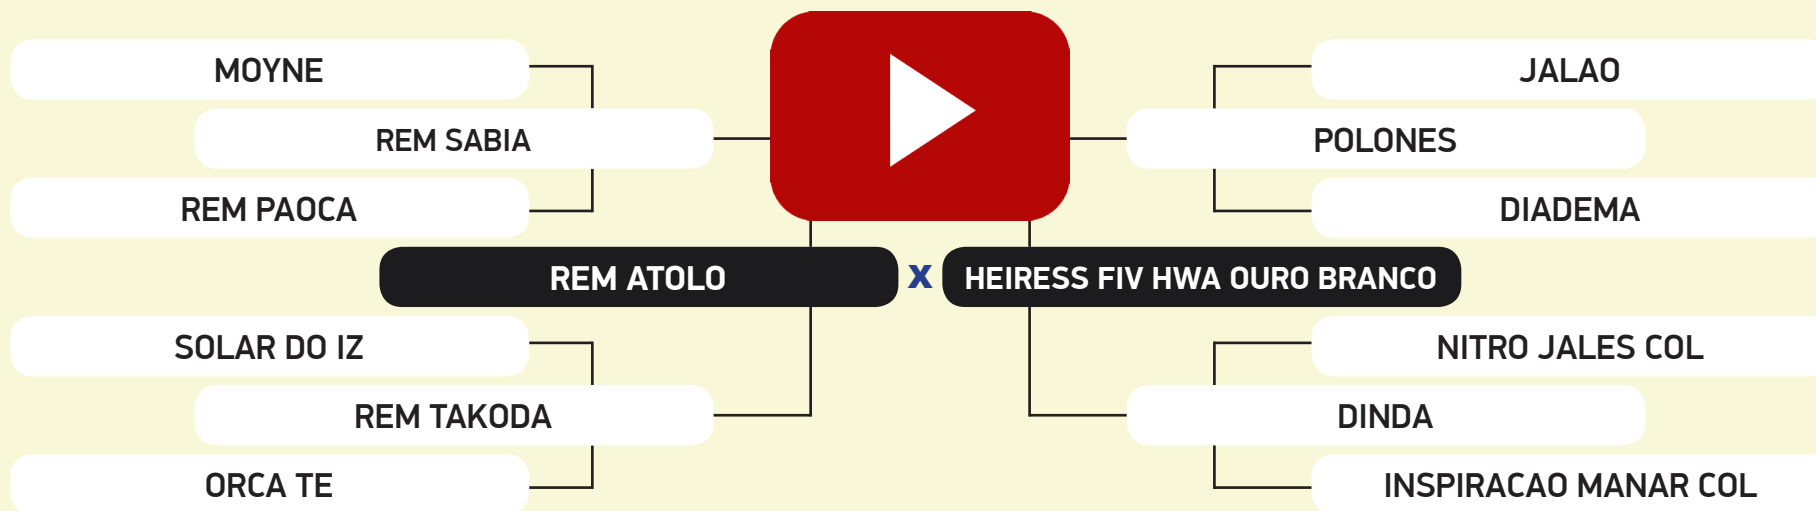 MOYNE
JALAO
REM SABIA
POLONES
REM PAOCA
DIADEMA
REM ATOLO x HEIRESS FIV HWA OURO BRANCO
SOLAR DO IZ
NITRO JALES COL
REM TAKODA
DINDA
ORCA TE
INSPIRACAO MANAR COL